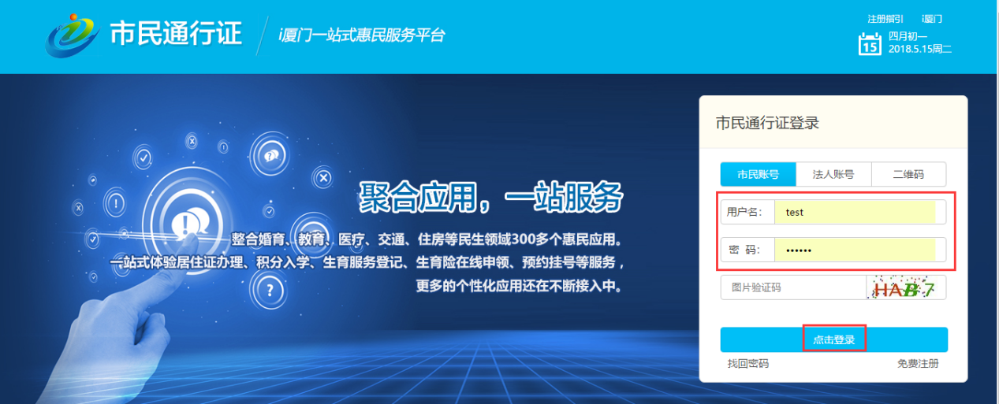 市民通行证
i厦门一站式惠民服务平台
注册指引 i厦门
15
四月初一
2018.5.15周二
市民通行证登录
市民账号 法人账号 二维码
聚合应用，一站服务
整合婚育、教育、医疗、交通、住房等民生领域300多个惠民应用。
一站式体验居住证办理、积分入学、生育服务登记、生育险在线申领、预约挂号等服务，
更多的个性化应用还在不断接入中。
用户名： test
密 码： ••••••
图片验证码 HAB7
点击登录
找回密码 免费注册